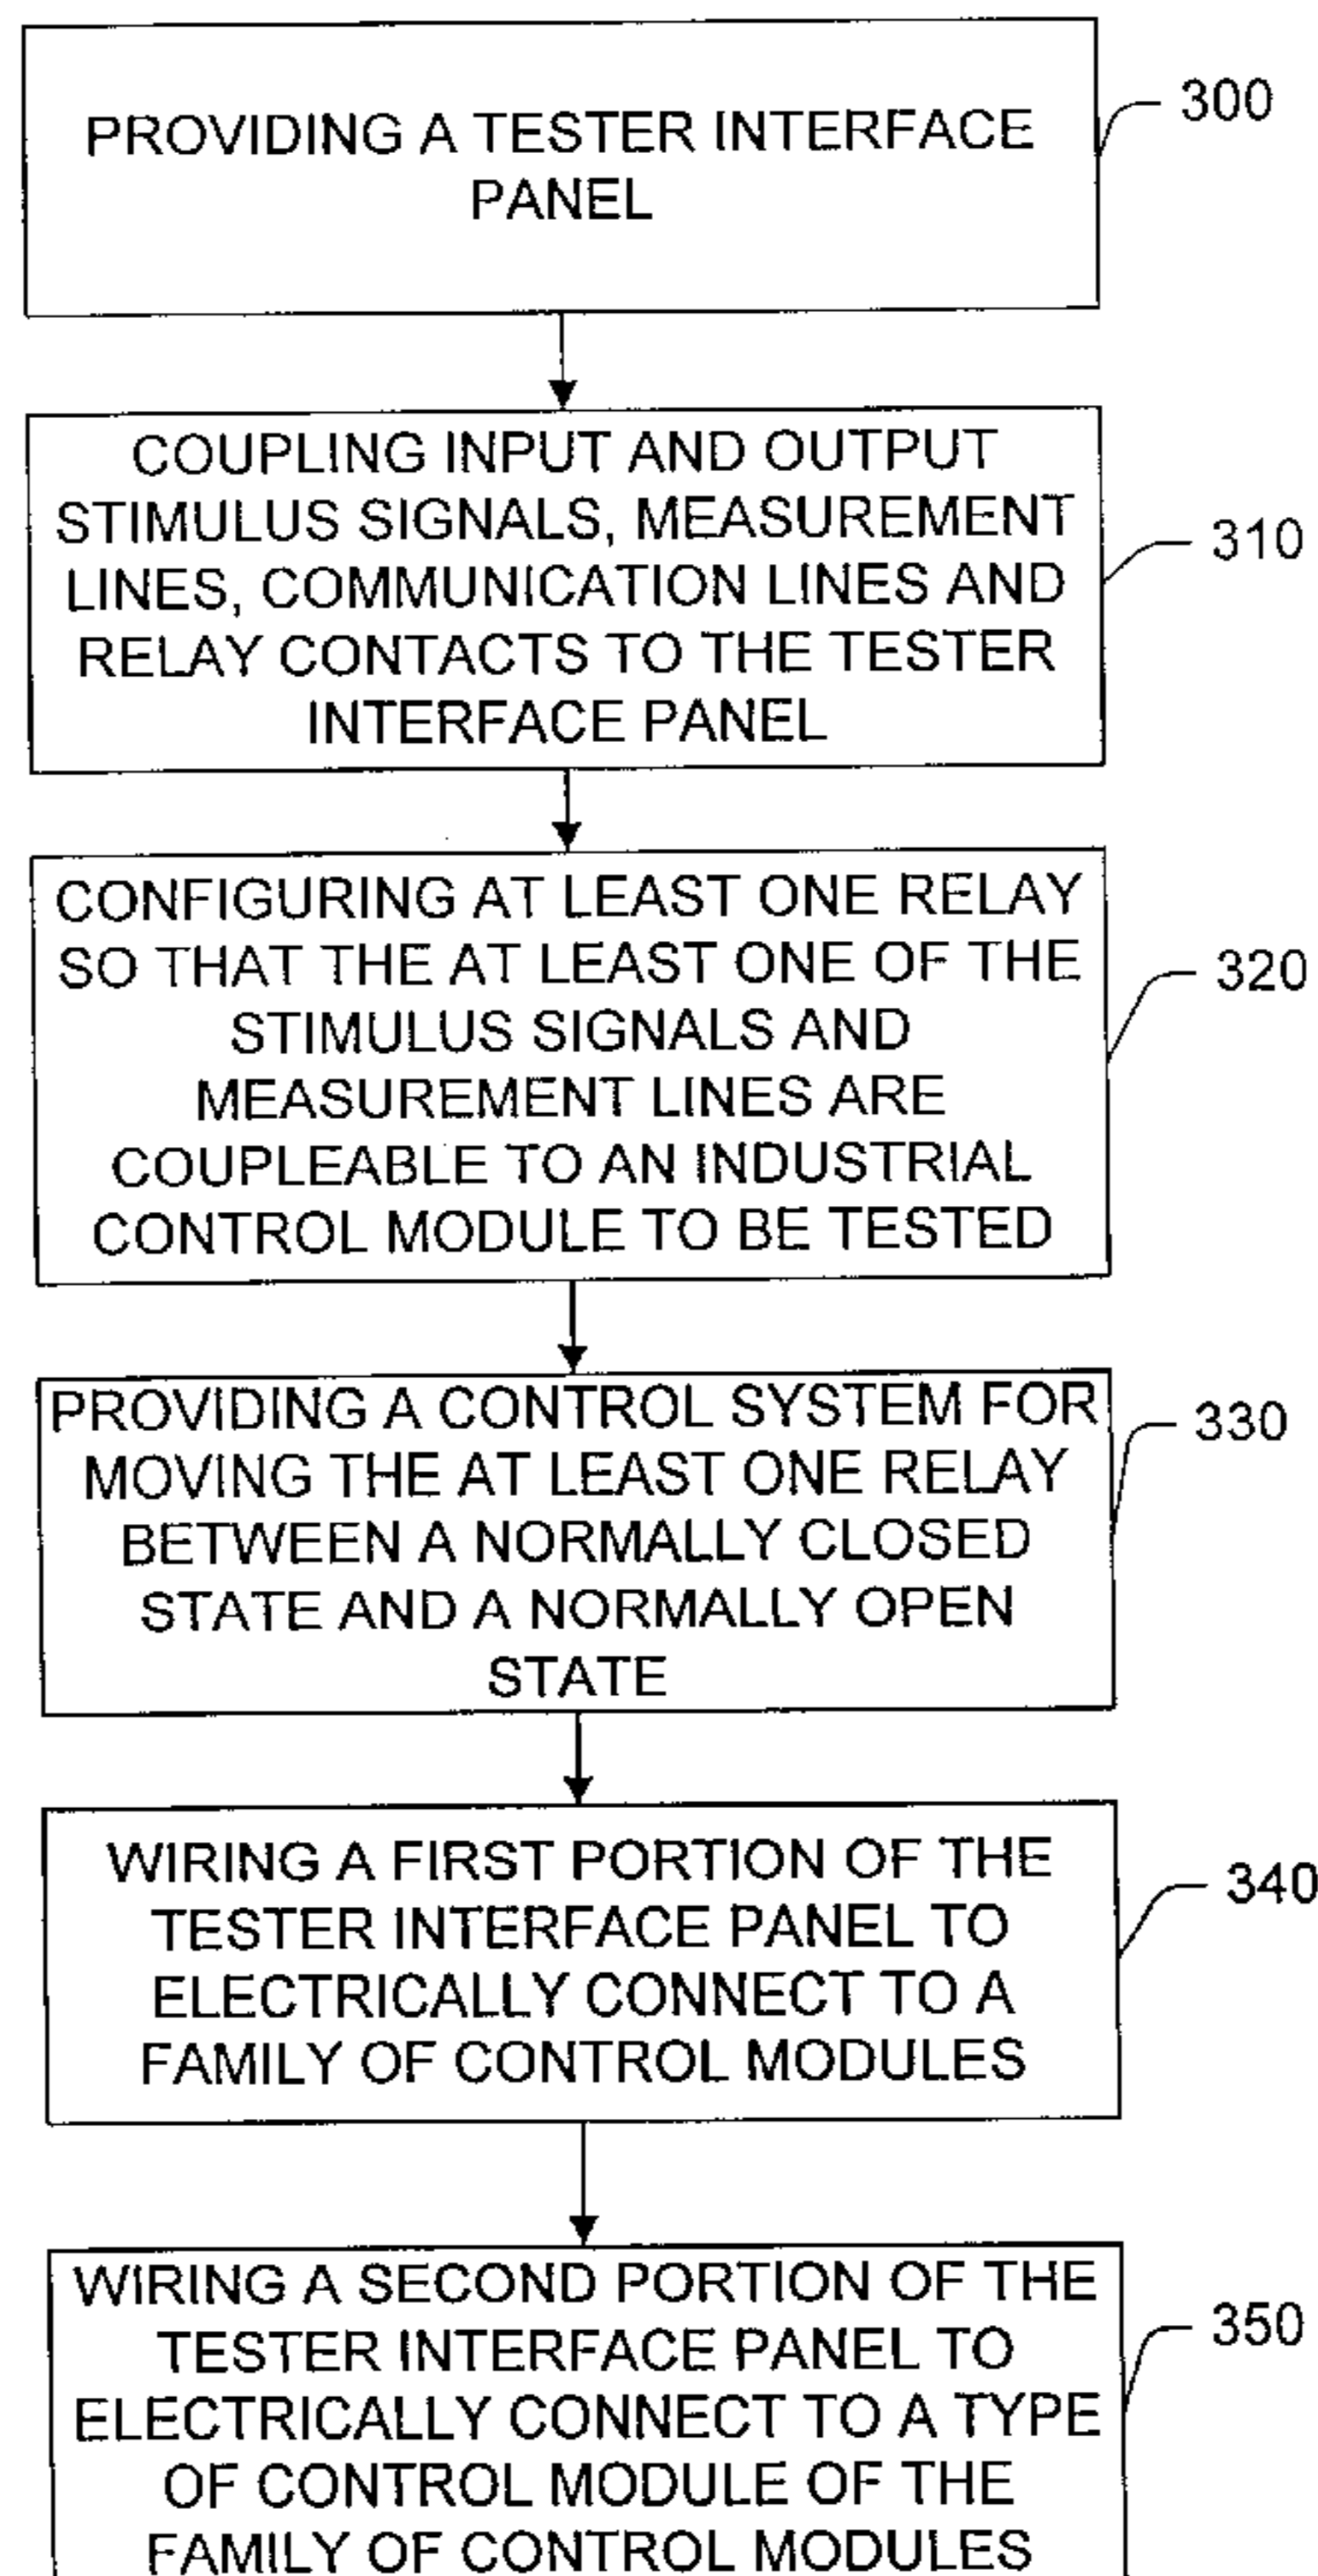 PROVIDING A TESTER INTERFACE
PANEL
300
COUPLING INPUT AND OUTPUT
STIMULUS SIGNALS, MEASUREMENT
LINES, COMMUNICATION LINES AND
RELAY CONTACTS TO THE TESTER
INTERFACE PANEL
310
CONFIGURING AT LEAST ONE RELAY
SO THAT THE AT LEAST ONE OF THE
STIMULUS SIGNALS AND
MEASUREMENT LINES ARE
COUPLEABLE TO AN INDUSTRIAL
CONTROL MODULE TO BE TESTED
320
PROVIDING A CONTROL SYSTEM FOR
MOVING THE AT LEAST ONE RELAY
BETWEEN A NORMALLY CLOSED
STATE AND A NORMALLY OPEN
STATE
330
WIRING A FIRST PORTION OF THE
TESTER INTERFACE PANEL TO
ELECTRICALLY CONNECT TO A
FAMILY OF CONTROL MODULES
340
WIRING A SECOND PORTION OF THE
TESTER INTERFACE PANEL TO
ELECTRICALLY CONNECT TO A TYPE
OF CONTROL MODULE OF THE
FAMILY OF CONTROL MODULES
350